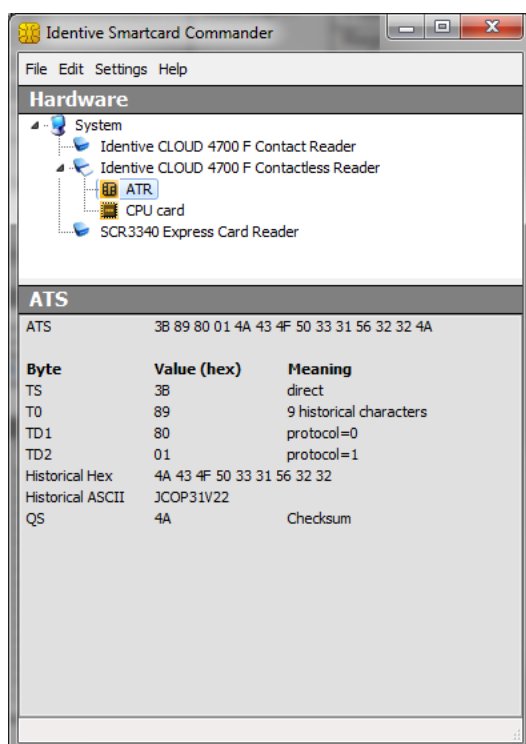 Identive Smartcard Commander
File Edit Settings Help
Hardware
System
Identive CLOUD 4700 F Contact Reader
Identive CLOUD 4700 F Contactless Reader
ATR
CPU card
SCR3340 Express Card Reader
ATS
ATS 3B 89 80 01 4A 43 4F 50 33 31 56 32 32 4A
Byte Value (hex) Meaning
TS 3B direct
T0 89 9 historical characters
TD1 80 protocol=0
TD2 01 protocol=1
Historical Hex 4A 43 4F 50 33 31 56 32 32
Historical ASCII JCOP31V22
QS 4A Checksum